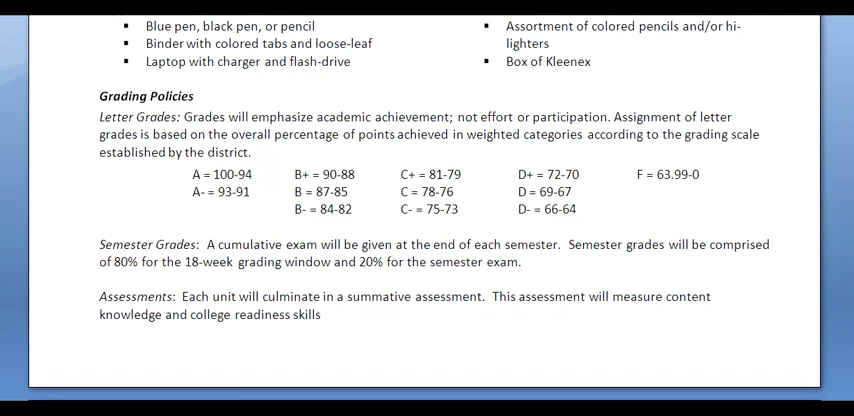 ▪ Blue pen, black pen, or pencil
▪ Binder with colored tabs and loose-leaf
▪ Laptop with charger and flash-drive
▪ Assortment of colored pencils and/or hi-
lighters
▪ Box of Kleenex
Grading Policies
Letter Grades: Grades will emphasize academic achievement; not effort or participation. Assignment of letter
grades is based on the overall percentage of points achieved in weighted categories according to the grading scale
established by the district.
A = 100-94 B+ = 90-88 C+ = 81-79 D+ = 72-70 F = 63.99-0
A- = 93-91 B = 87-85 C = 78-76 D = 69-67
B- = 84-82 C- = 75-73 D- = 66-64
Semester Grades: A cumulative exam will be given at the end of each semester. Semester grades will be comprised
of 80% for the 18-week grading window and 20% for the semester exam.
Assessments: Each unit will culminate in a summative assessment. This assessment will measure content
knowledge and college readiness skills